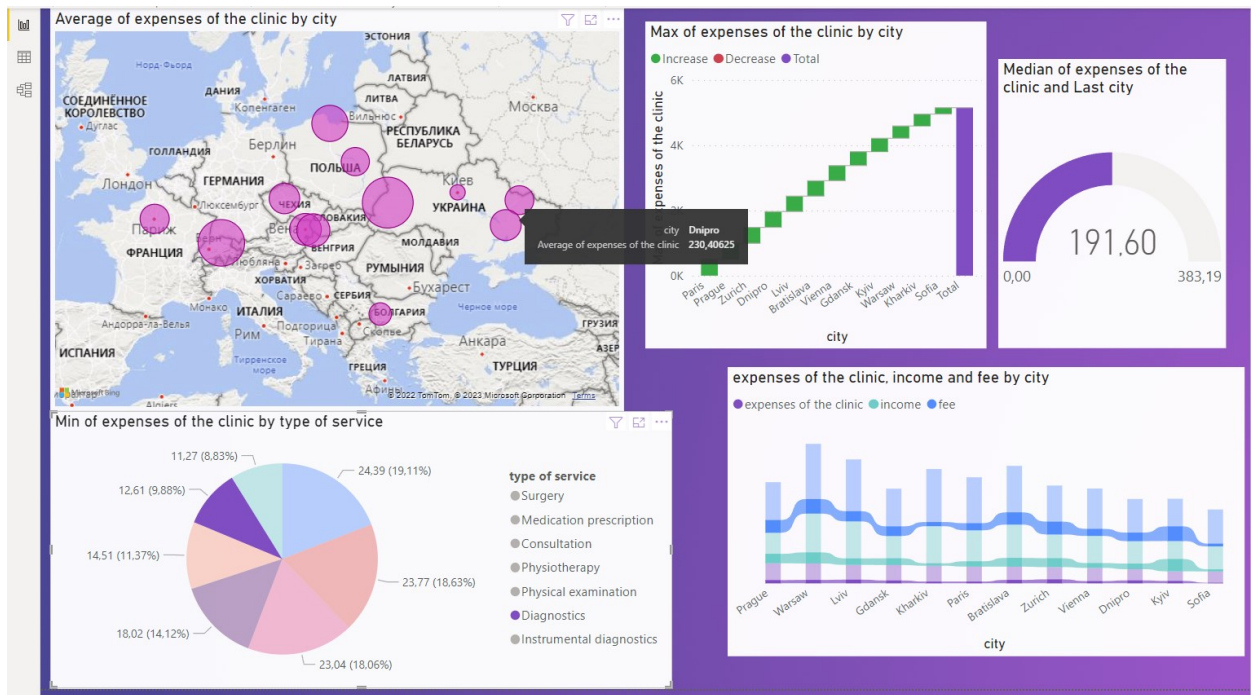 Average of expenses of the clinic by city
ЭСТОНИЯ
Норд-Фьорд
ЛАТВИЯ
ДАНИЯ
Копенгаген
ЛИТВА
Москва
СОЕДИНЁННОЕ
КОРОЛЕВСТВО
Дуглас
Вильнюс
РЕСПУБЛИКА
БЕЛАРУСЬ
ГОЛЛАНДИЯ
Берлин
ПОЛЬША
Лондон
ГЕРМАНИЯ
Киев
Люксембург
ЧЕХИЯ
УКРАИНА
Париж
Вена
СЛОВАКИЯ
ФРАНЦИЯ
Берн
ВЕНГРИЯ
МОЛДАВИЯ
Любляна
Загреб
РУМЫНИЯ
ХОРВАТИЯ
Бухарест
Сараево
СЕРБИЯ
Монако
ИТАЛИЯ
БОЛГАРИЯ
Черное море
Андорра-ла-Велья
Рим
Подгорица
Скопье
ГРУЗИЯ
Тирана
Анкара
АЗЕР
ИСПАНИЯ
Тирренское
море
ГРЕЦИЯ
ТУРЦИЯ
Афины
Algiers
Microsoft Bing
© 2022 TomTom, © 2023 Microsoft Corporation Terms
city Dnipro
Average of expenses of the clinic 230,40625
Max of expenses of the clinic by city
Increase Decrease Total
6K
4K
2K
0K
expenses of the clinic
Paris
Prague
Zurich
Dnipro
Lviv
Bratislava
Vienna
Gdansk
Kyiv
Warsaw
Kharkiv
Sofia
Total
city
Median of expenses of the
clinic and Last city
191,60
0,00
383,19
Min of expenses of the clinic by type of service
11,27 (8,83%)
24,39 (19,11%)
12,61 (9,88%)
14,51 (11,37%)
23,77 (18,63%)
18,02 (14,12%)
23,04 (18,06%)
type of service
Surgery
Medication prescription
Consultation
Physiotherapy
Physical examination
Diagnostics
Instrumental diagnostics
expenses of the clinic, income and fee by city
expenses of the clinic income fee
Prague
Warsaw
Lviv
Gdansk
Kharkiv
Paris
Bratislava
Zurich
Vienna
Dnipro
Kyiv
Sofia
city